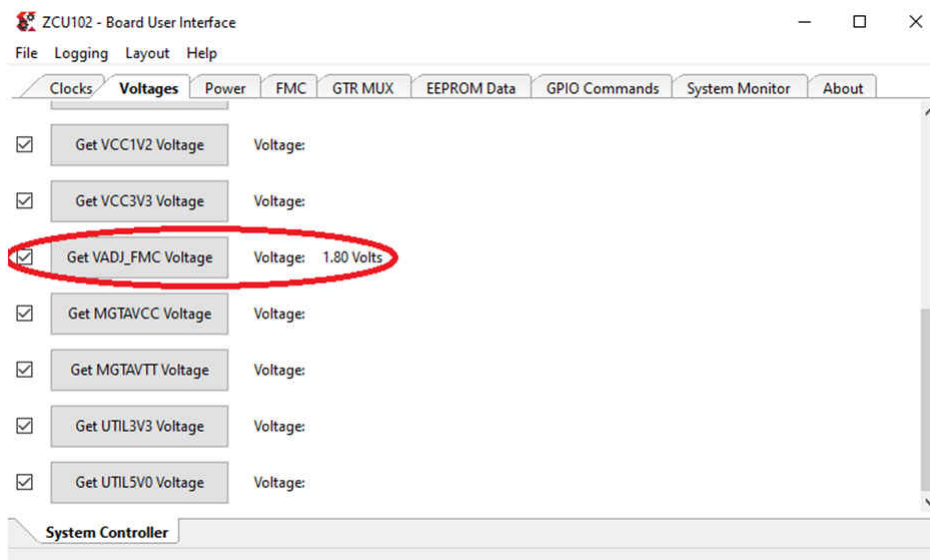 ZCU102 - Board User Interface
File Logging Layout Help
Clocks Voltages Power FMC GTR MUX EEPROM Data GPIO Commands System Monitor About
Get VCC1V2 Voltage Voltage:
Get VCC3V3 Voltage Voltage:
Get VADJ_FMC Voltage Voltage: 1.80 Volts
Get MGTAVCC Voltage Voltage:
Get MGTAVTT Voltage Voltage:
Get UTIL3V3 Voltage Voltage:
Get UTIL5V0 Voltage Voltage:
System Controller